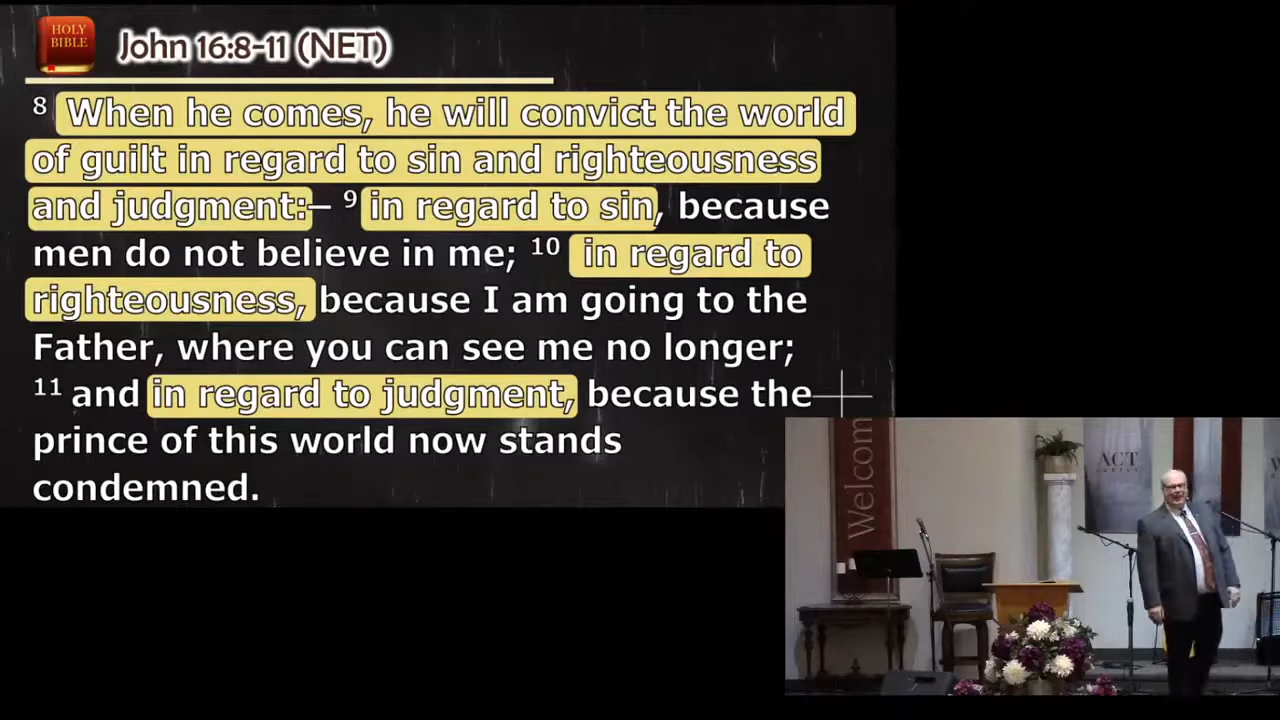 HOLY
BIBLE
John 16:8-11 (NET)
8 When he comes, he will convict the world
of guilt in regard to sin and righteousness
and judgment:– 9 in regard to sin, because
men do not believe in me; 10 in regard to
righteousness, because I am going to the
Father, where you can see me no longer;
11 and in regard to judgment, because the
prince of this world now stands
condemned.
Welcom
ACT